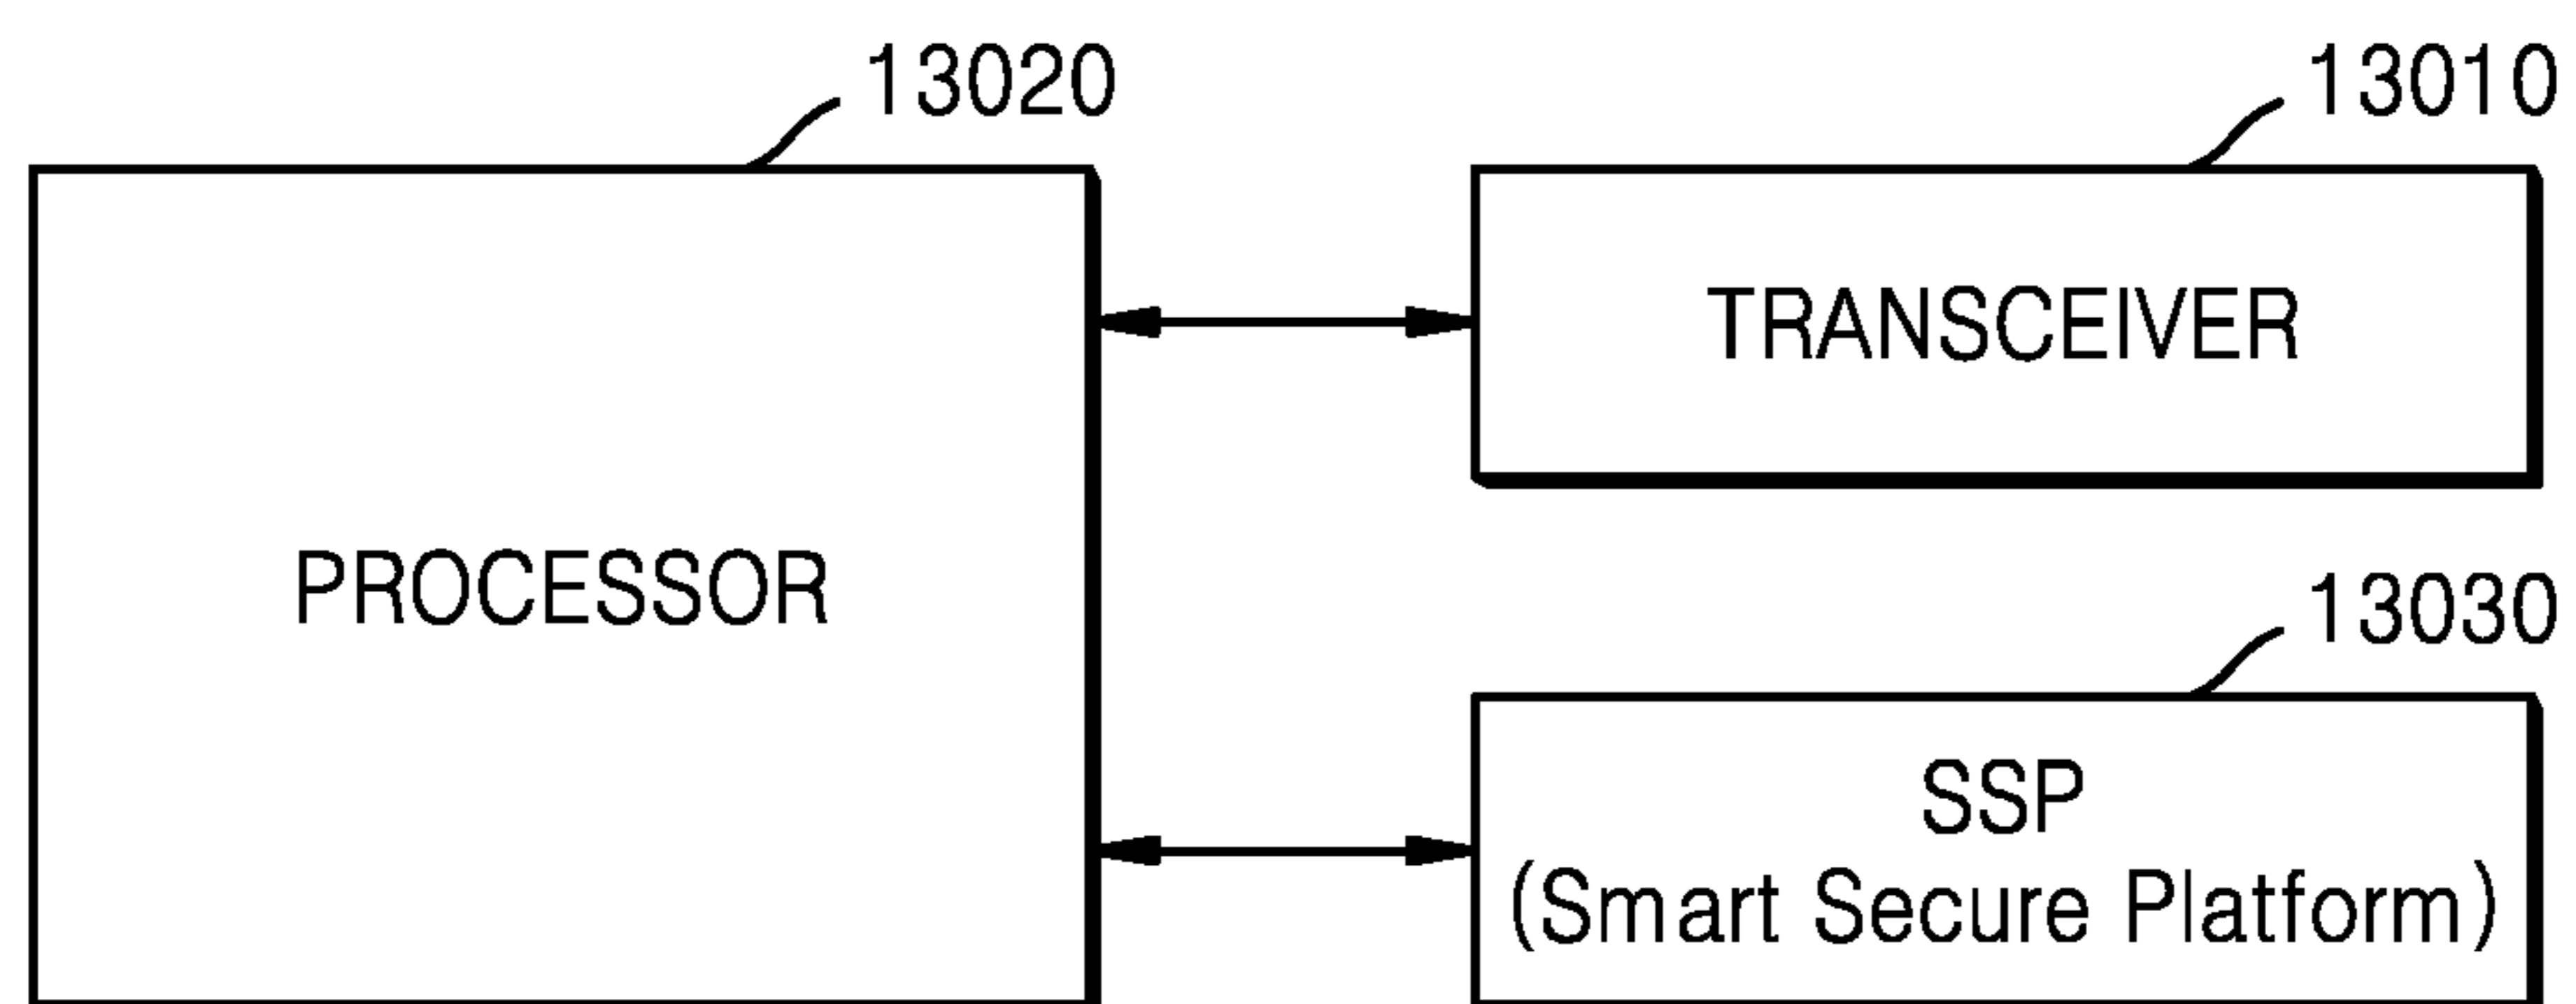 13020
PROCESSOR
13010
TRANSCEIVER
13030
SSP
(Smart Secure Platform)